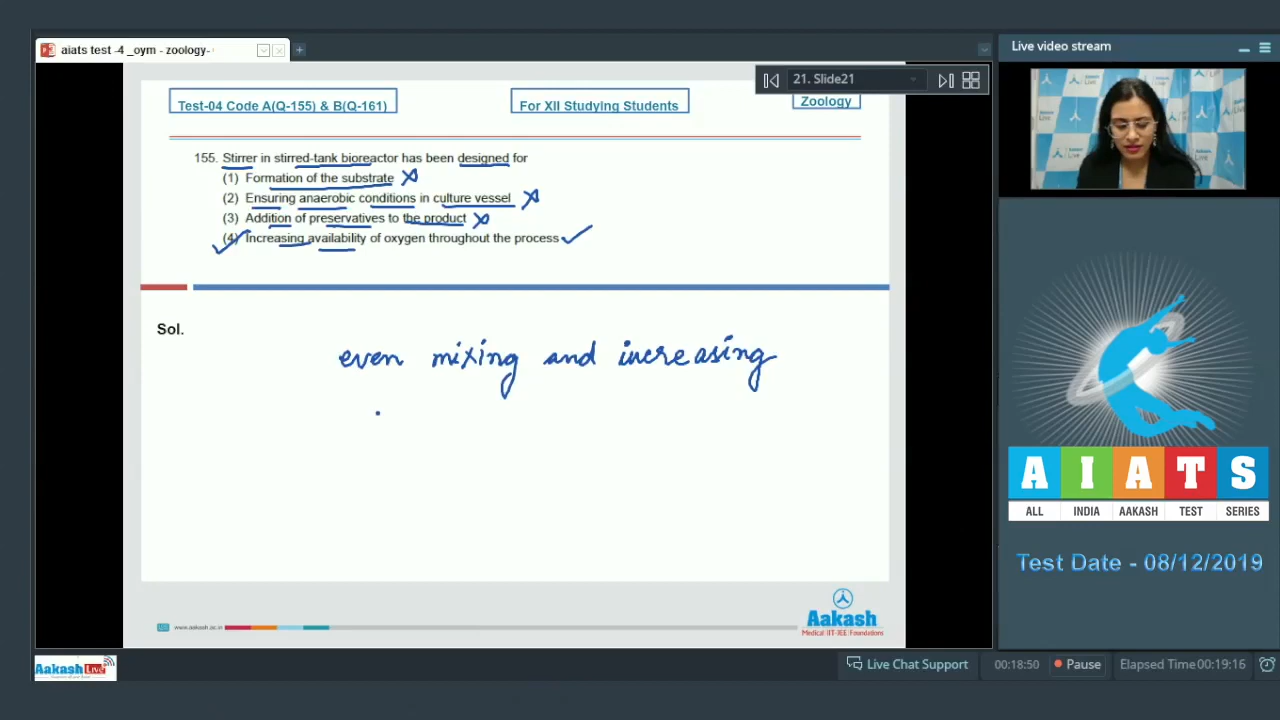 aiats test -4 _oym - zoology-
Live video stream
21. Slide21
Test-04 Code A(Q-155) & B(Q-161)
For XII Studying Students
Zoology
155. Stirrer in stirred-tank bioreactor has been designed for
(1) Formation of the substrate
(2) Ensuring anaerobic conditions in culture vessel
(3) Addition of preservatives to the product
(4) Increasing availability of oxygen throughout the process
Sol.
even mixing and increasing
A I A T S
ALL INDIA AAKASH TEST SERIES
Test Date - 08/12/2019
Aakash
Medical|IIT-JEE|Foundations
www.aakash.ac.in
Aakash Live
Live Chat Support
00:18:50
Pause
Elapsed Time 00:19:16